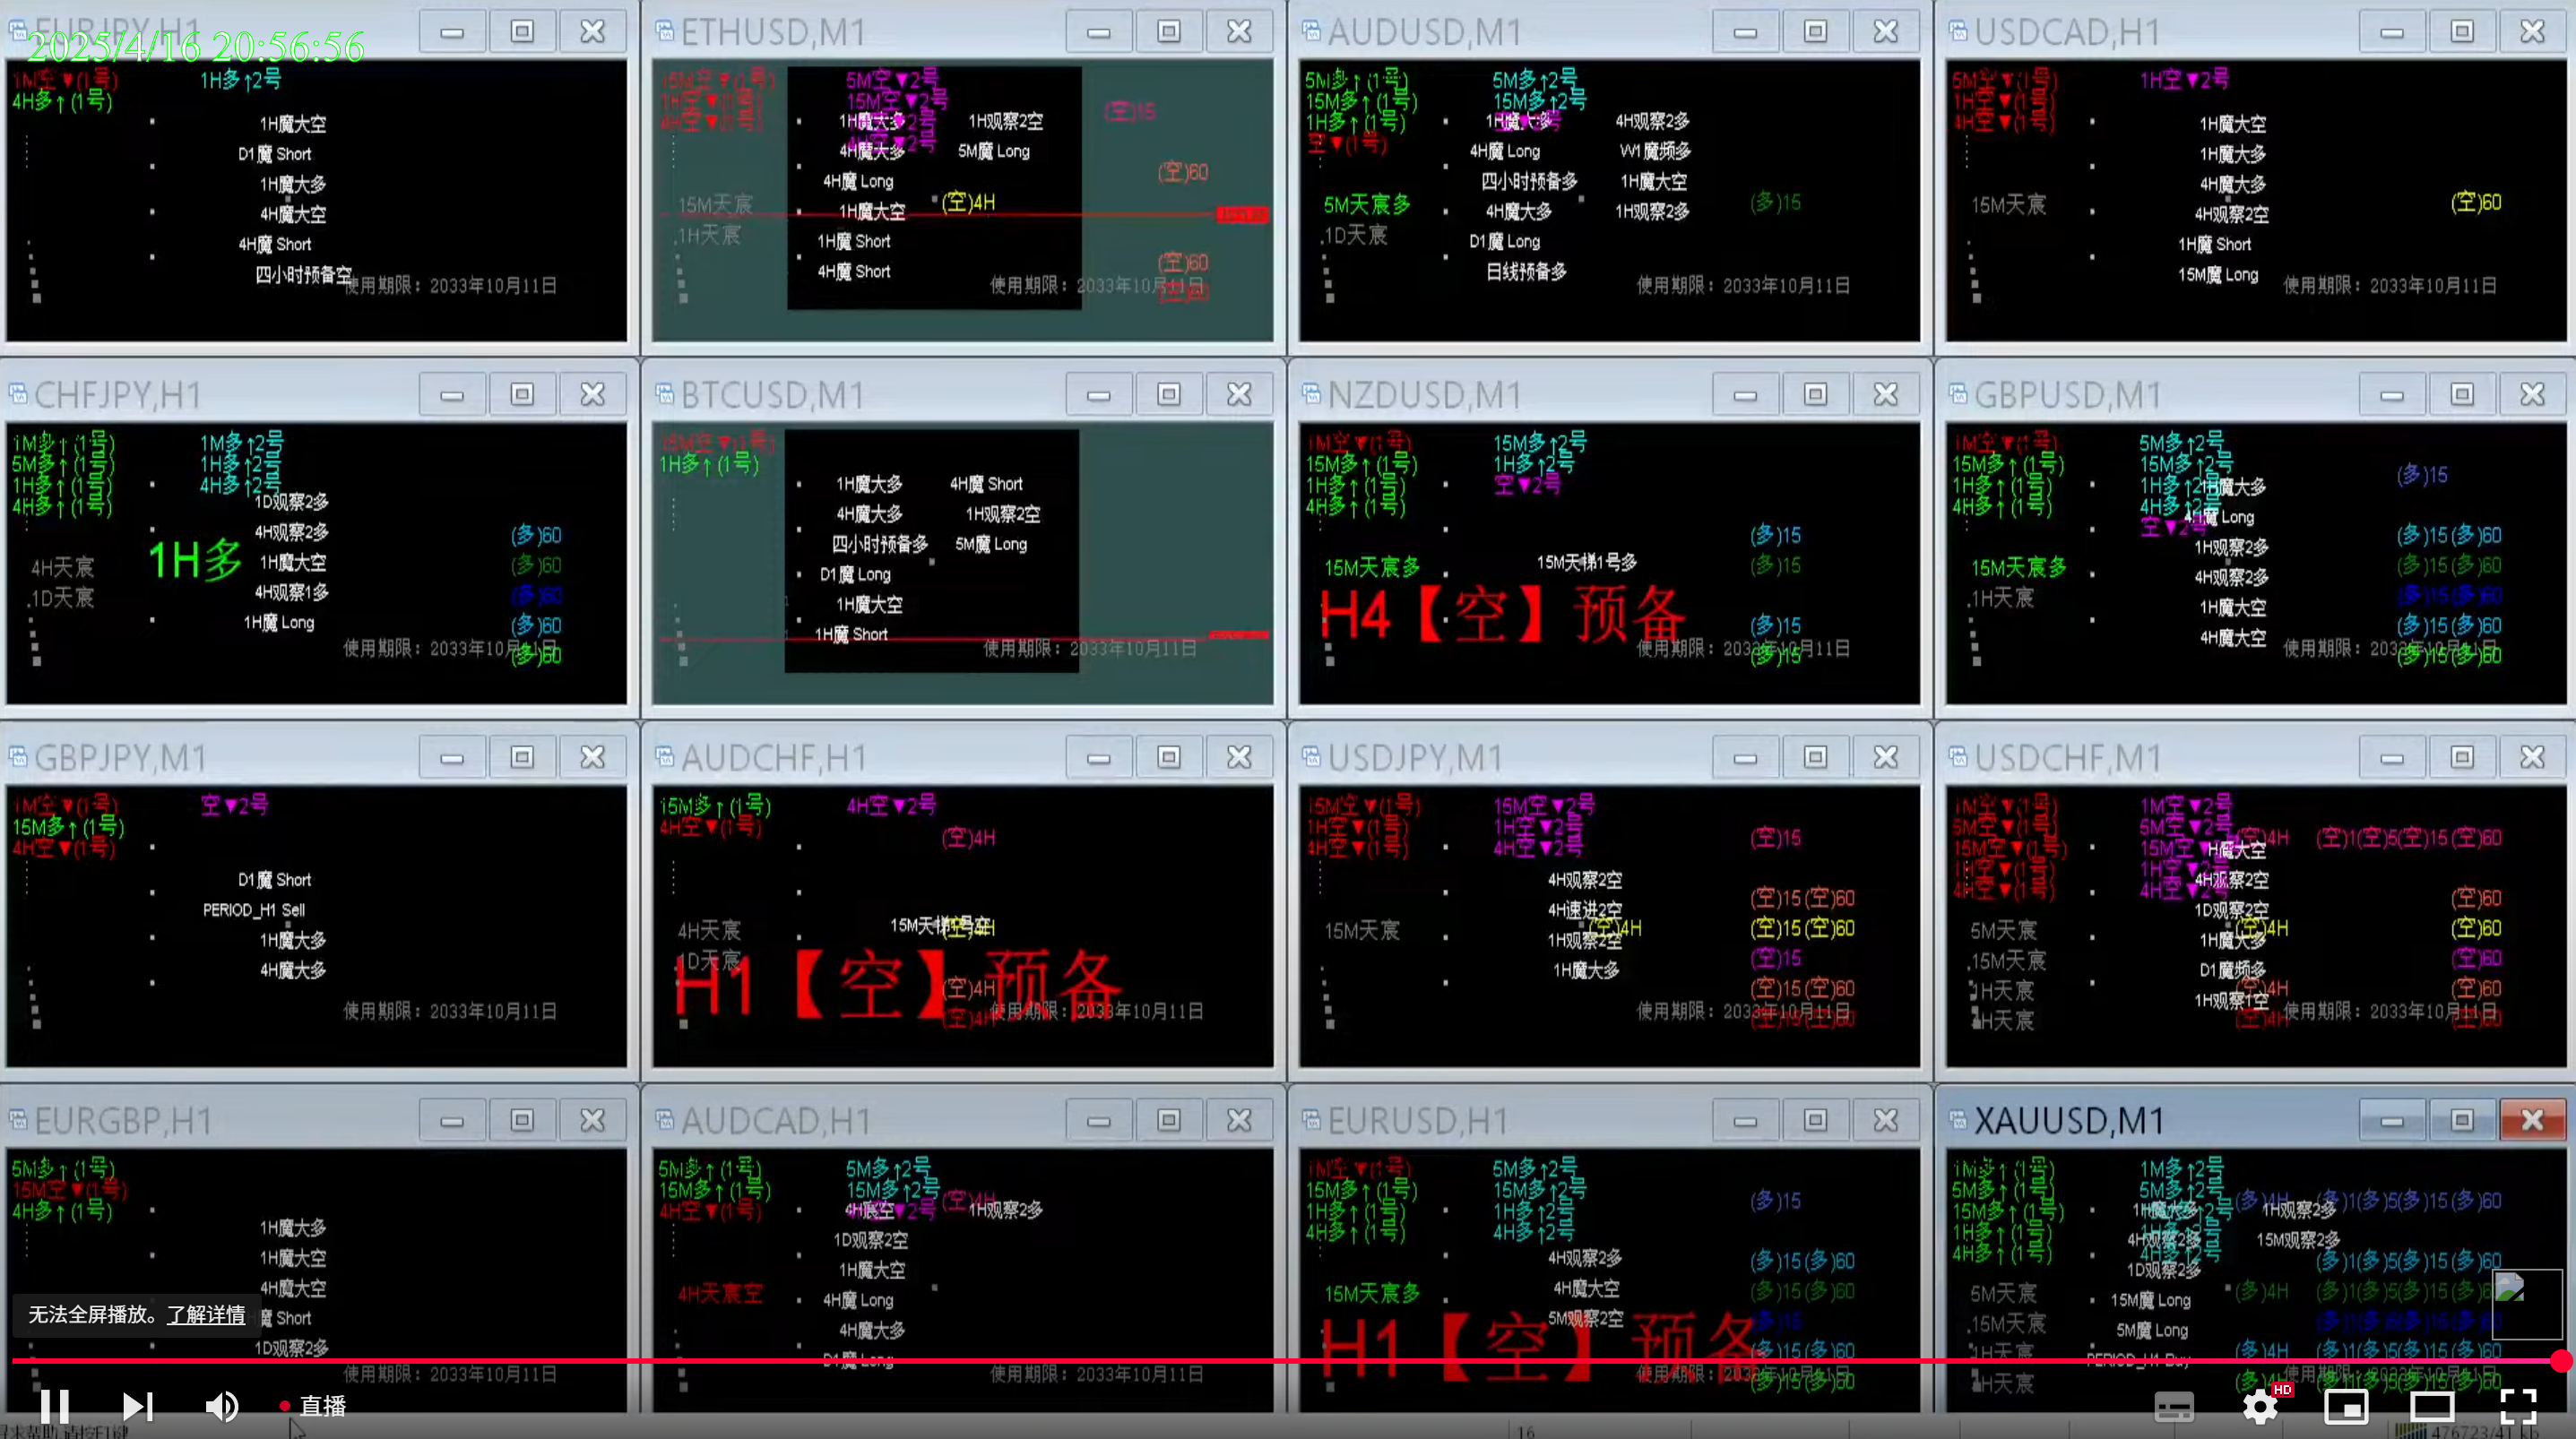 EURJPY,H1
2025/4/16 20:56:56
1M空▼(1号)
1H多↑2号
4H多↑(1号)
1H魔大空
D1魔 Short
1H魔大多
4H魔大空
4H魔 Short
四小时预备空
使用期限：2033年10月11日
ETHUSD,M1
15M空▼(1号)
5M空▼2号
1H空▼(1号)
15M空▼2号
(空)15
4H空▼(1号)
1H魔大多
1H观察2空
4H魔大多
5M魔 Long
4H魔 Long
(空)60
15M天宸
1H魔大空
(空)4H
.1H天宸
1H魔 Short
(空)60
4H魔 Short
使用期限：2033年10月11日
(空)60
AUDUSD,M1
5M多↑(1号)
5M多↑2号
15M多↑(1号)
15M多↑2号
1H多↑(1号)
4H观察2多
空▼(1号)
4H魔 Long
W1魔频多
四小时预备多
1H魔大空
5M天宸多
4H魔大多
1H观察2多
(多)15
.1D天宸
D1魔 Long
日线预备多
使用期限：2033年10月11日
USDCAD,H1
5M空▼(1号)
1H空▼2号
1H空▼(1号)
4H空▼(1号)
1H魔大空
1H魔大多
4H魔大多
15M天宸
4H观察2空
(空)60
1H魔 Short
15M魔 Long
使用期限：2033年10月11日
CHFJPY,H1
1M多↑(1号)
1M多↑2号
5M多↑(1号)
1H多↑2号
1H多↑(1号)
4H多↑2号
4H多↑(1号)
1D观察2多
4H观察2多
(多)60
4H天宸
1H多
1H魔大空
(多)60
.1D天宸
4H观察1多
(多)60
1H魔 Long
(多)60
使用期限：2033年10月11日
(多)60
BTCUSD,M1
15M空▼(1号)
1H多↑(1号)
1H魔大多
4H魔 Short
4H魔大多
1H观察2空
四小时预备多
5M魔 Long
D1魔 Long
1H魔大空
1H魔 Short
使用期限：2033年10月11日
NZDUSD,M1
1M空▼(1号)
15M多↑2号
15M多↑(1号)
1H多↑2号
1H多↑(1号)
空▼2号
4H多↑(1号)
(多)15
15M天宸多
15M天梯1号多
(多)15
H4【空】预备
(多)15
使用期限：2033年10月11日
(多)15
GBPUSD,M1
1M空▼(1号)
5M多↑2号
15M多↑(1号)
15M多↑2号
(多)15
1H多↑(1号)
1H多↑2号
4H多↑(1号)
4H多↑2号
空▼2号
1H观察2多
(多)15(多)60
15M天宸多
4H观察2多
(多)15(多)60
.1H天宸
1H魔大空
(多)15(多)60
4H魔大空
(多)15(多)60
使用期限：2033年10月11日
(多)15(多)60
GBPJPY,M1
1M空▼(1号)
空▼2号
15M多↑(1号)
4H空▼(1号)
D1魔 Short
PERIOD_H1 Sell
1H魔大多
4H魔大多
使用期限：2033年10月11日
AUDCHF,H1
15M多↑(1号)
4H空▼2号
4H空▼(1号)
(空)4H
4H天宸
(空)4H
.1D天宸
H1【空】预备
(空)4H
使用期限：2033年10月11日
(空)4H
USDJPY,M1
15M空▼(1号)
15M空▼2号
1H空▼(1号)
1H空▼2号
(空)15
4H空▼(1号)
4H空▼2号
4H观察2空
(空)15(空)60
4H速进2空
15M天宸
(空)4H
(空)15(空)60
1H观察2空
(空)15
1H魔大多
(空)15(空)60
使用期限：2033年10月11日
(空)15(空)60
USDCHF,M1
1M空▼(1号)
1M空▼2号
5M空▼(1号)
5M空▼2号
(空)4H
(空)1(空)5(空)15(空)60
15M空▼(1号)
15M空▼2号
1H空▼(1号)
1H空▼2号
4H空▼(1号)
4H空▼2号
4H观察2空
(空)60
1D观察2空
5M天宸
(空)4H
(空)60
1H魔大多
.15M天宸
D1魔频多
(空)60
1H天宸
(空)4H
(空)60
1H观察1空
4H天宸
(空)4H
使用期限：2033年10月11日
(空)60
EURGBP,H1
5M多↑(1号)
15M空▼(1号)
4H多↑(1号)
1H魔大多
1H魔大空
4H魔大空
魔 Short
1D观察2多
使用期限：2033年10月11日
AUDCAD,H1
5M多↑(1号)
5M多↑2号
15M多↑(1号)
15M多↑2号
(空)4H
4H空▼(1号)
1H观察2多
1D观察2空
1H魔大空
4H天宸空
4H魔 Long
4H魔大多
D1魔 Long
使用期限：2033年10月11日
EURUSD,H1
1M空▼(1号)
5M多↑2号
15M多↑(1号)
15M多↑2号
(多)15
1H多↑(1号)
1H多↑2号
4H多↑(1号)
4H多↑2号
4H观察2多
(多)15(多)60
15M天宸多
4H魔大空
(多)15(多)60
5M观察2空
(多)15
H1【空】预备
(多)15(多)60
使用期限：2033年10月11日
(多)15(多)60
XAUUSD,M1
1M多↑(1号)
1M多↑2号
5M多↑(1号)
5M多↑2号
(多)4H
(多)1(多)5(多)15(多)60
15M多↑(1号)
1H魔大多
1H观察2多
1H多↑(1号)
4H多↑(1号)
4H观察2多
15M观察2多
4H多↑2号
(多)1(多)5(多)15(多)60
1D观察2多
5M天宸
15M魔 Long
(多)4H
.15M天宸
5M魔 Long
1H天宸
PERIOD_H1 Buy
(多)4H
(多)1(多)5(多)15(多)60
4H天宸
使用期限：2033年10月11日
无法全屏播放。了解详情
直播
HD
16
476723/41 kb